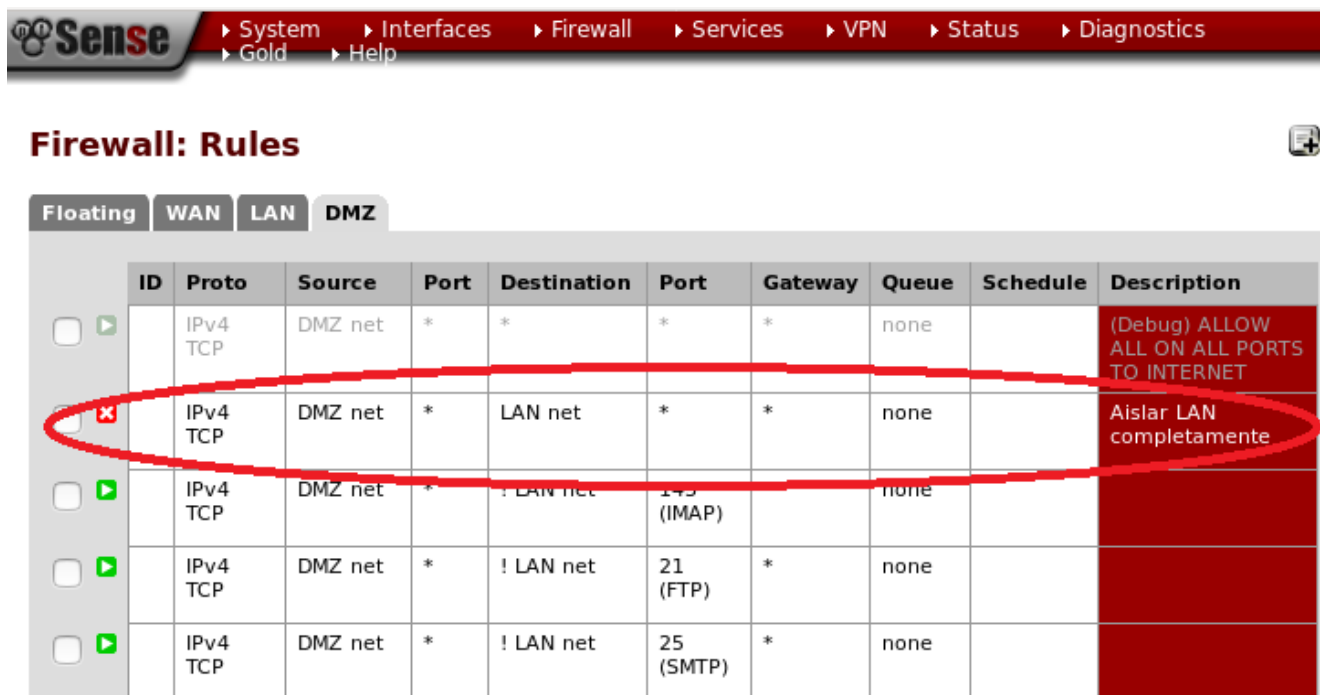 pfSense
System Interfaces Firewall Services VPN Status Diagnostics
Gold Help
Firewall: Rules
Floating WAN LAN DMZ
ID Proto Source Port Destination Port Gateway Queue Schedule Description
IPv4 DMZ net * * * * none (Debug) ALLOW
TCP ALL ON ALL PORTS
TO INTERNET
IPv4 DMZ net * LAN net * * none Aislar LAN
TCP completamente
IPv4 DMZ net * ! LAN net 143 none
TCP (IMAP)
IPv4 DMZ net * ! LAN net 21 * none
TCP (FTP)
IPv4 DMZ net * ! LAN net 25 * none
TCP (SMTP)